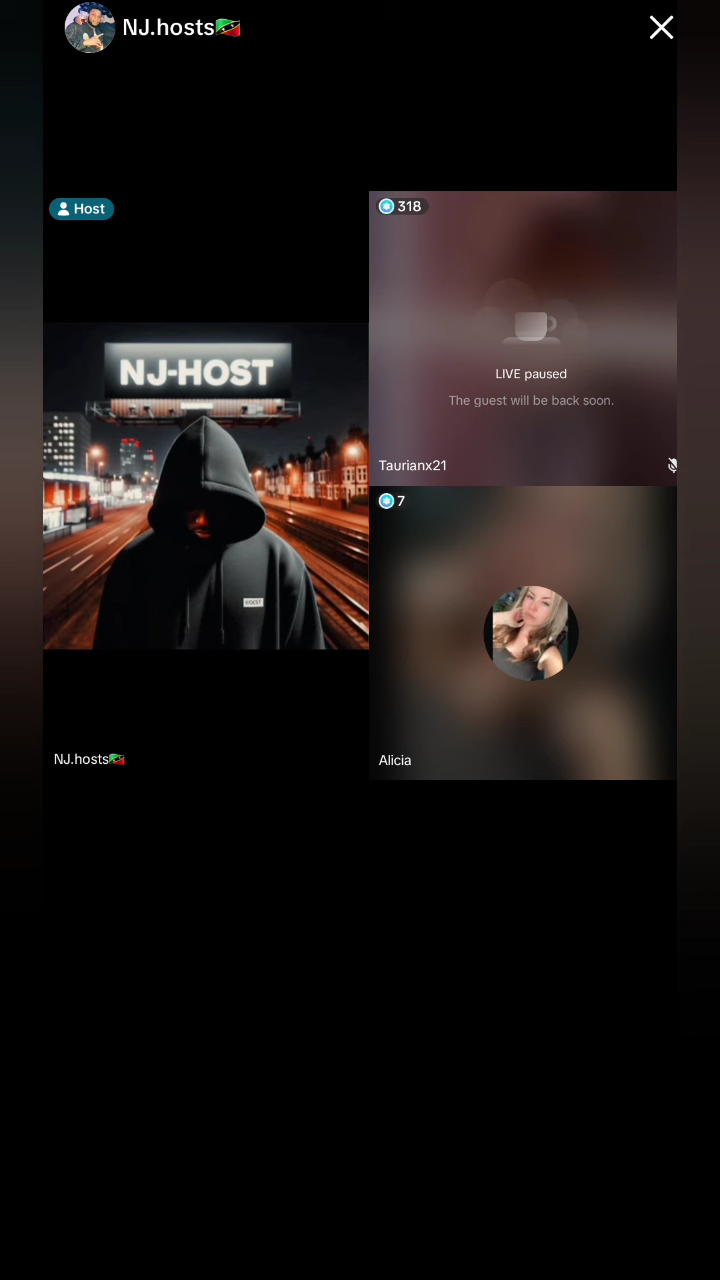 NJ.hosts🇰🇳
Host
318
NJ-HOST
LIVE paused
The guest will be back soon.
Taurianx21
7
HOST
NJ.hosts🇰🇳
Alicia